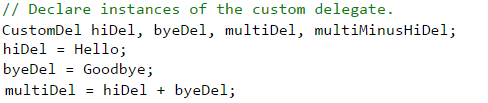 // Declare instances of the custom delegate.
CustomDel hiDel, byeDel, multiDel, multiMinusHiDel;
hiDel = Hello;
byeDel = Goodbye;
multiDel = hiDel + byeDel;